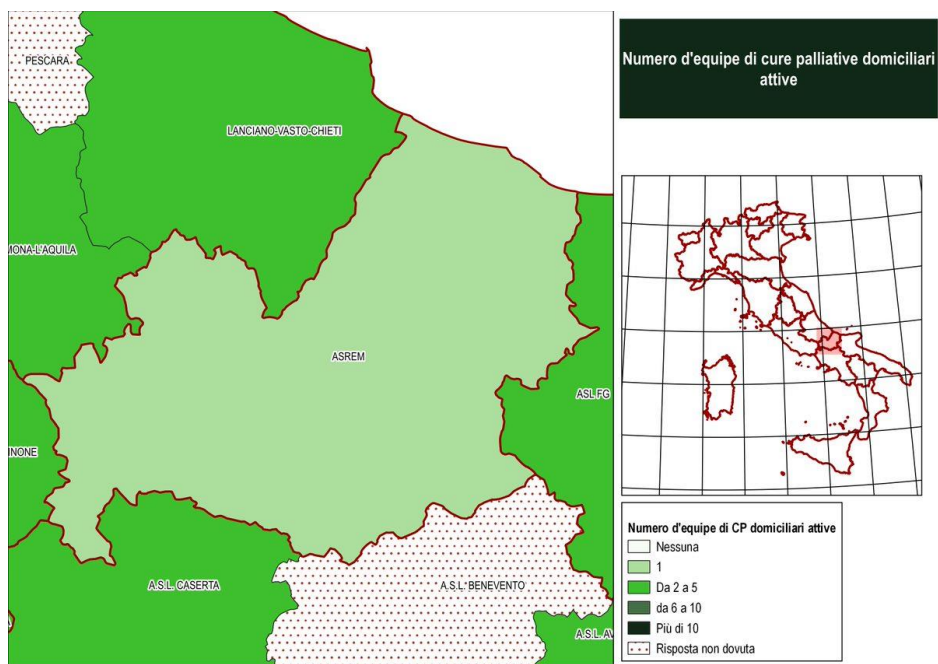 PESCARA
LANCIANO-VASTO-CHIETI
MONA-L'AQUILA
ASREM
ASL FG
INONE
A.S.L. CASERTA
A.S.L. BENEVENTO
A.S.L. AV
Numero d'equipe di cure palliative domiciliari
attive
Numero d'equipe di CP domiciliari attive
Nessuna
1
Da 2 a 5
da 6 a 10
Più di 10
Risposta non dovuta